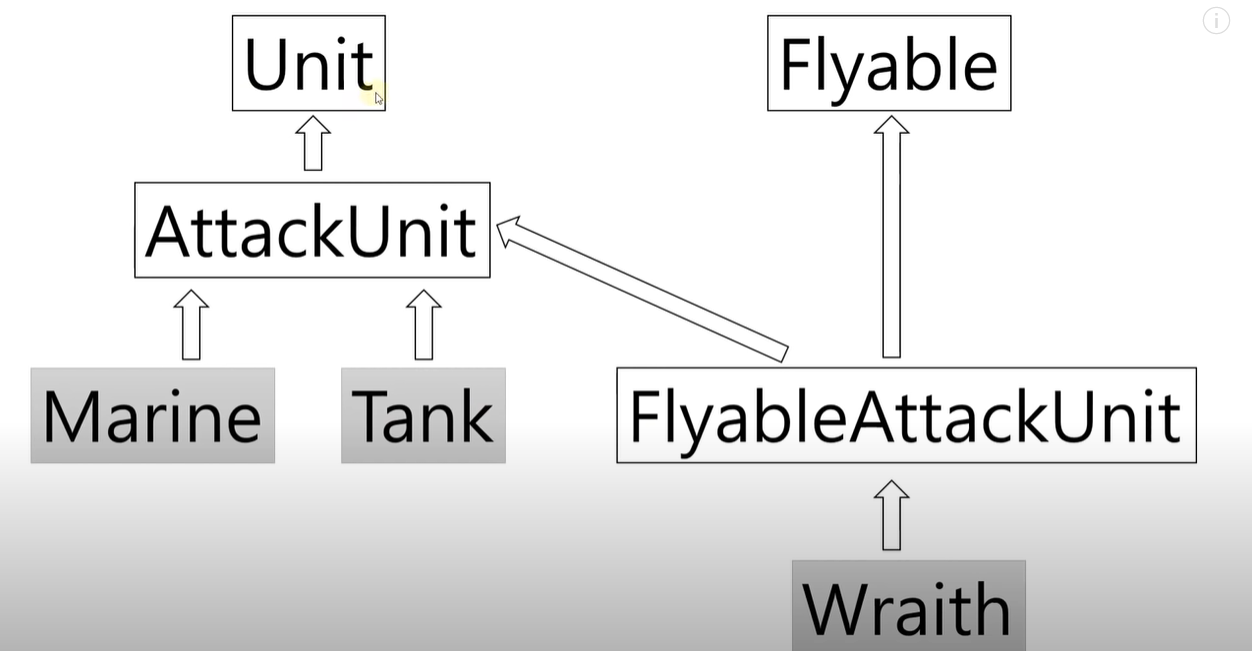 Unit
Flyable
AttackUnit
Marine
Tank
FlyableAttackUnit
Wraith